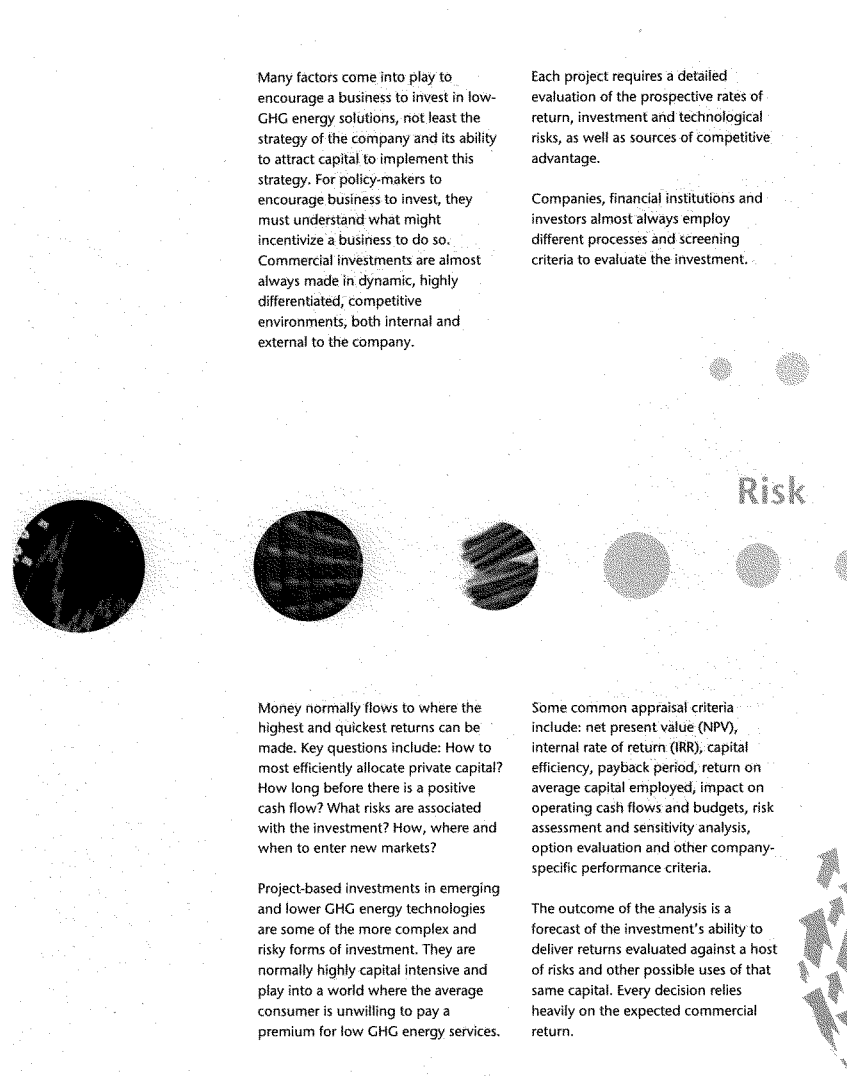 Many factors come into play to
encourage a business to invest in low-
GHG energy solutions, not least the
strategy of the company and its ability
to attract capital to implement this
strategy. For policy-makers to
encourage business to invest, they
must understand what might
incentivize a business to do so.
Commercial investments are almost
always made in dynamic, highly
differentiated, competitive
environments, both internal and
external to the company.
Each project requires a detailed
evaluation of the prospective rates of
return, investment and technological
risks, as well as sources of competitive
advantage.
Companies, financial institutions and
investors almost always employ
different processes and screening
criteria to evaluate the investment.
Risk
Money normally flows to where the
highest and quickest returns can be
made. Key questions include: How to
most efficiently allocate private capital?
How long before there is a positive
cash flow? What risks are associated
with the investment? How, where and
when to enter new markets?
Project-based investments in emerging
and lower GHG energy technologies
are some of the more complex and
risky forms of investment. They are
normally highly capital intensive and
play into a world where the average
consumer is unwilling to pay a
premium for low GHG energy services.
Some common appraisal criteria
include: net present value (NPV),
internal rate of return (IRR), capital
efficiency, payback period, return on
average capital employed, impact on
operating cash flows and budgets, risk
assessment and sensitivity analysis,
option evaluation and other company-
specific performance criteria.
The outcome of the analysis is a
forecast of the investment's ability to
deliver returns evaluated against a host
of risks and other possible uses of that
same capital. Every decision relies
heavily on the expected commercial
return.